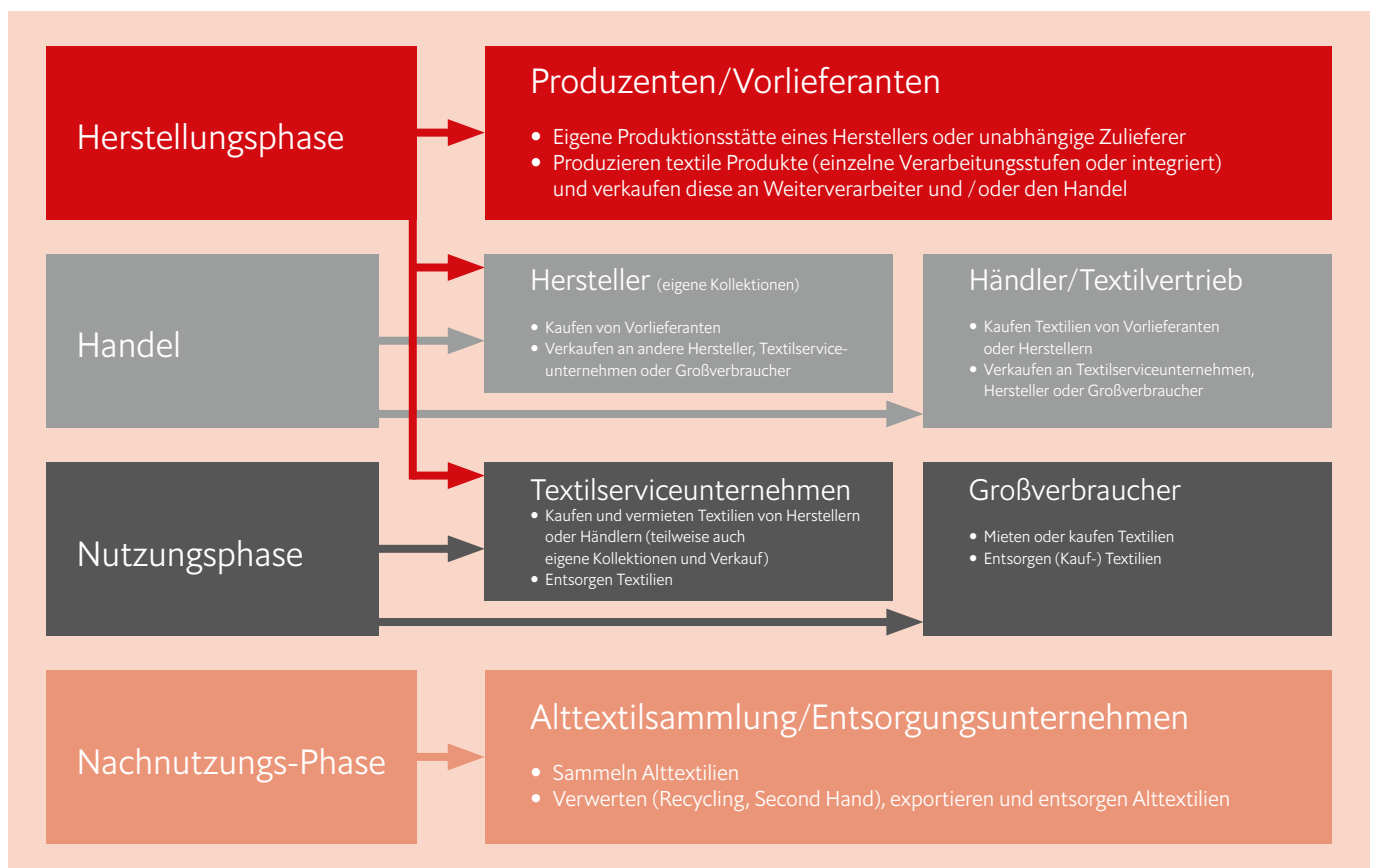 Herstellungsphase
Produzenten/Vorlieferanten
• Eigene Produktionsstätte eines Herstellers oder unabhängige Zulieferer
• Produzieren textile Produkte (einzelne Verarbeitungsstufen oder integriert)
und verkaufen diese an Weiterverarbeiter und / oder den Handel
Handel
Hersteller (eigene Kollektionen)
• Kaufen von Vorlieferanten
• Verkaufen an andere Hersteller, Textilservice-
unternehmen oder Großverbraucher
Händler/Textilvertrieb
• Kaufen Textilien von Vorlieferanten
oder Herstellern
• Verkaufen an Textilserviceunternehmen,
Hersteller oder Großverbraucher
Nutzungsphase
Textilserviceunternehmen
• Kaufen und vermieten Textilien von Herstellern
oder Händlern (teilweise auch
eigene Kollektionen und Verkauf)
• Entsorgen Textilien
Großverbraucher
• Mieten oder kaufen Textilien
• Entsorgen (Kauf-) Textilien
Nachnutzungs-Phase
Alttextilsammlung/Entsorgungsunternehmen
• Sammeln Alttextilien
• Verwerten (Recycling, Second Hand), exportieren und entsorgen Alttextilien